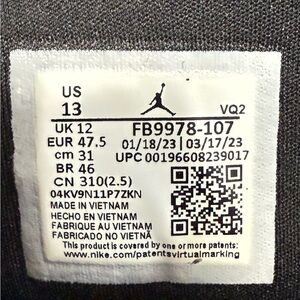 US
13
VQ2
UK 12 FB9978-107
EUR 47.5 01/18/23 | 03/17/23
cm 31 UPC 00196608239017
BR 46
CN 310(2.5)
04KV9N11P7ZKN
MADE IN VIETNAM
HECHO EN VIETNAM
FABRIQUE AU VIETNAM
FABRICADO NO VIETNÃ
This product is covered by one or more patents:
www.nike.com/patentsvirtualmarking